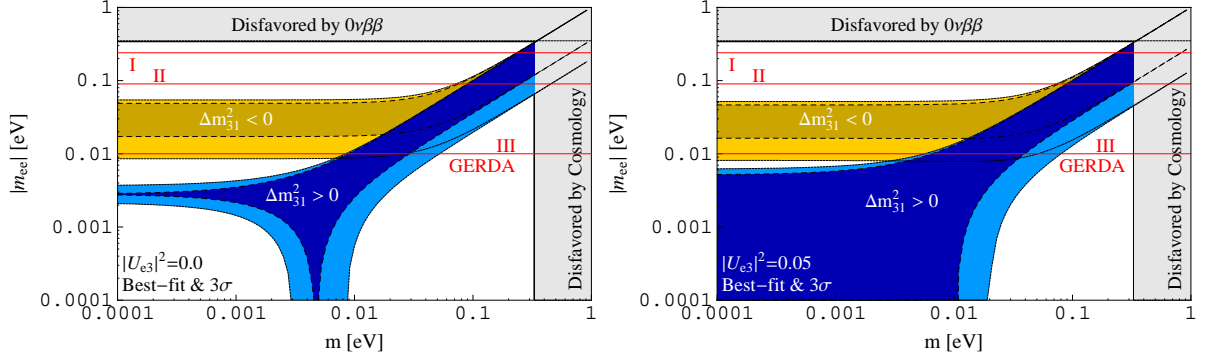 1
0.1
0.01
0.001
0.0001
|m_ee| [eV]
Disfavored by 0νββ
I
II
Δm²₃₁ < 0
III
GERDA
Δm²₃₁ > 0
|U_e3|²=0.0
Best−fit & 3σ
Disfavored by Cosmology
0.0001
0.001
0.01
0.1
1
m [eV]
1
0.1
0.01
0.001
0.0001
|m_ee| [eV]
Disfavored by 0νββ
I
II
Δm²₃₁ < 0
III
GERDA
Δm²₃₁ > 0
|U_e3|²=0.05
Best−fit & 3σ
Disfavored by Cosmology
0.0001
0.001
0.01
0.1
1
m [eV]